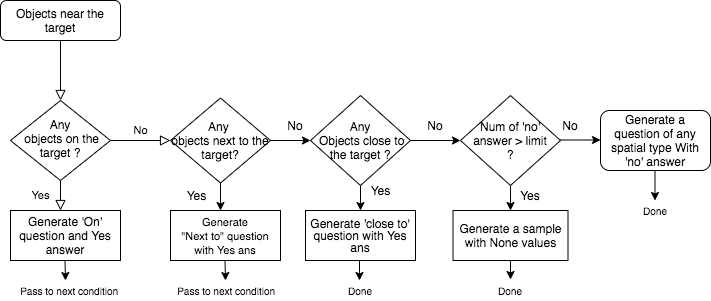 Objects near the
target
Any
objects on the
target ?
No
Any
objects next to the
target?
No
Any
Objects close to
the target ?
No
Num of 'no'
answer > limit
?
No
Generate a
question of any
spatial type With
'no' answer
Done
Yes
Generate 'On'
question and Yes
answer
Pass to next condition
Yes
Generate
"Next to" question
with Yes ans
Pass to next condition
Yes
Generate 'close to'
question with Yes
ans
Done
Yes
Generate a sample
with None values
Done